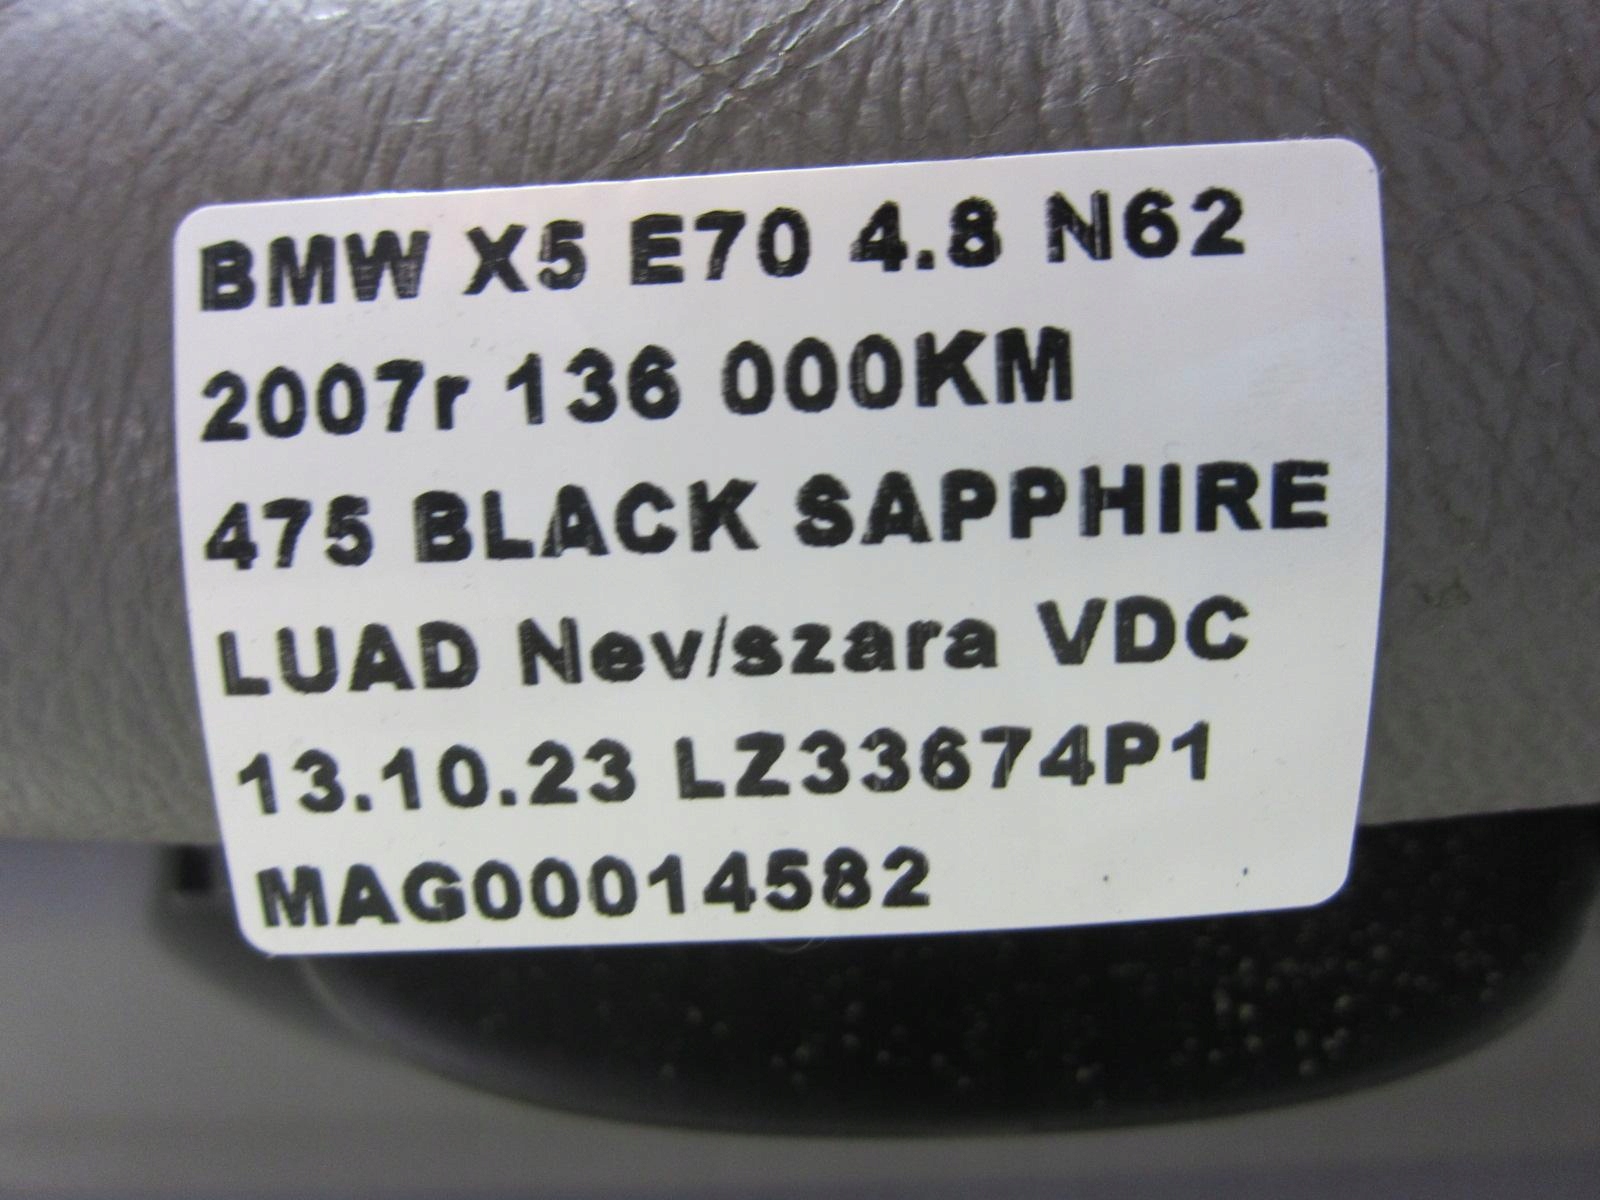 BMW X5 E70 4.8 N62
2007r 136 000KM
475 BLACK SAPPHIRE
LUAD Nev/szara VDC
13.10.23 LZ33674P1
MAG00014582